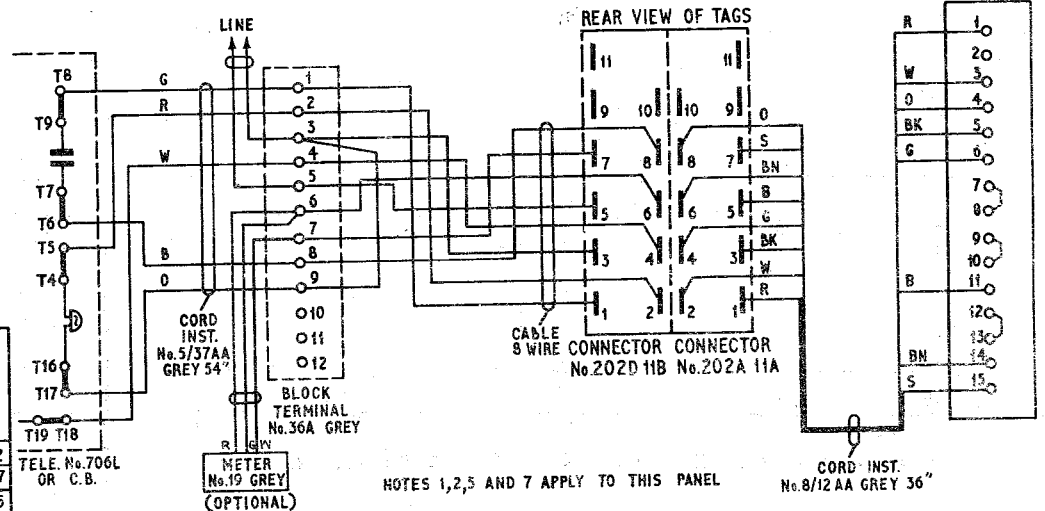 REAR VIEW OF TAGS
LINE
T8
T9
T7
T6
T5
T4
T16
T17
T19 T18
TELE. No.706L
OR C.B.
G
R
W
B
O
CORD
INST.
No.5/37AA
GREY 54"
1
2
3
4
5
6
7
8
9
10
11
12
BLOCK
TERMINAL
No.36A GREY
R G W
METER
No.19 GREY
(OPTIONAL)
CABLE
8 WIRE
11
9 10
7 8
5 6
3 4
1 2
CONNECTOR
No.202D 11B
11
10 9
8 7
6 5
4 3
2 1
CONNECTOR
No.202A 11A
O
S
BN
B
G
BK
W
R
NOTES 1,2,5 AND 7 APPLY TO THIS PANEL
CORD INST.
No.8/12AA GREY 36"
R
W
O
BK
G
B
BN
S
1
2
3
4
5
6
7
8
9
10
11
12
13
14
15
2
7
5